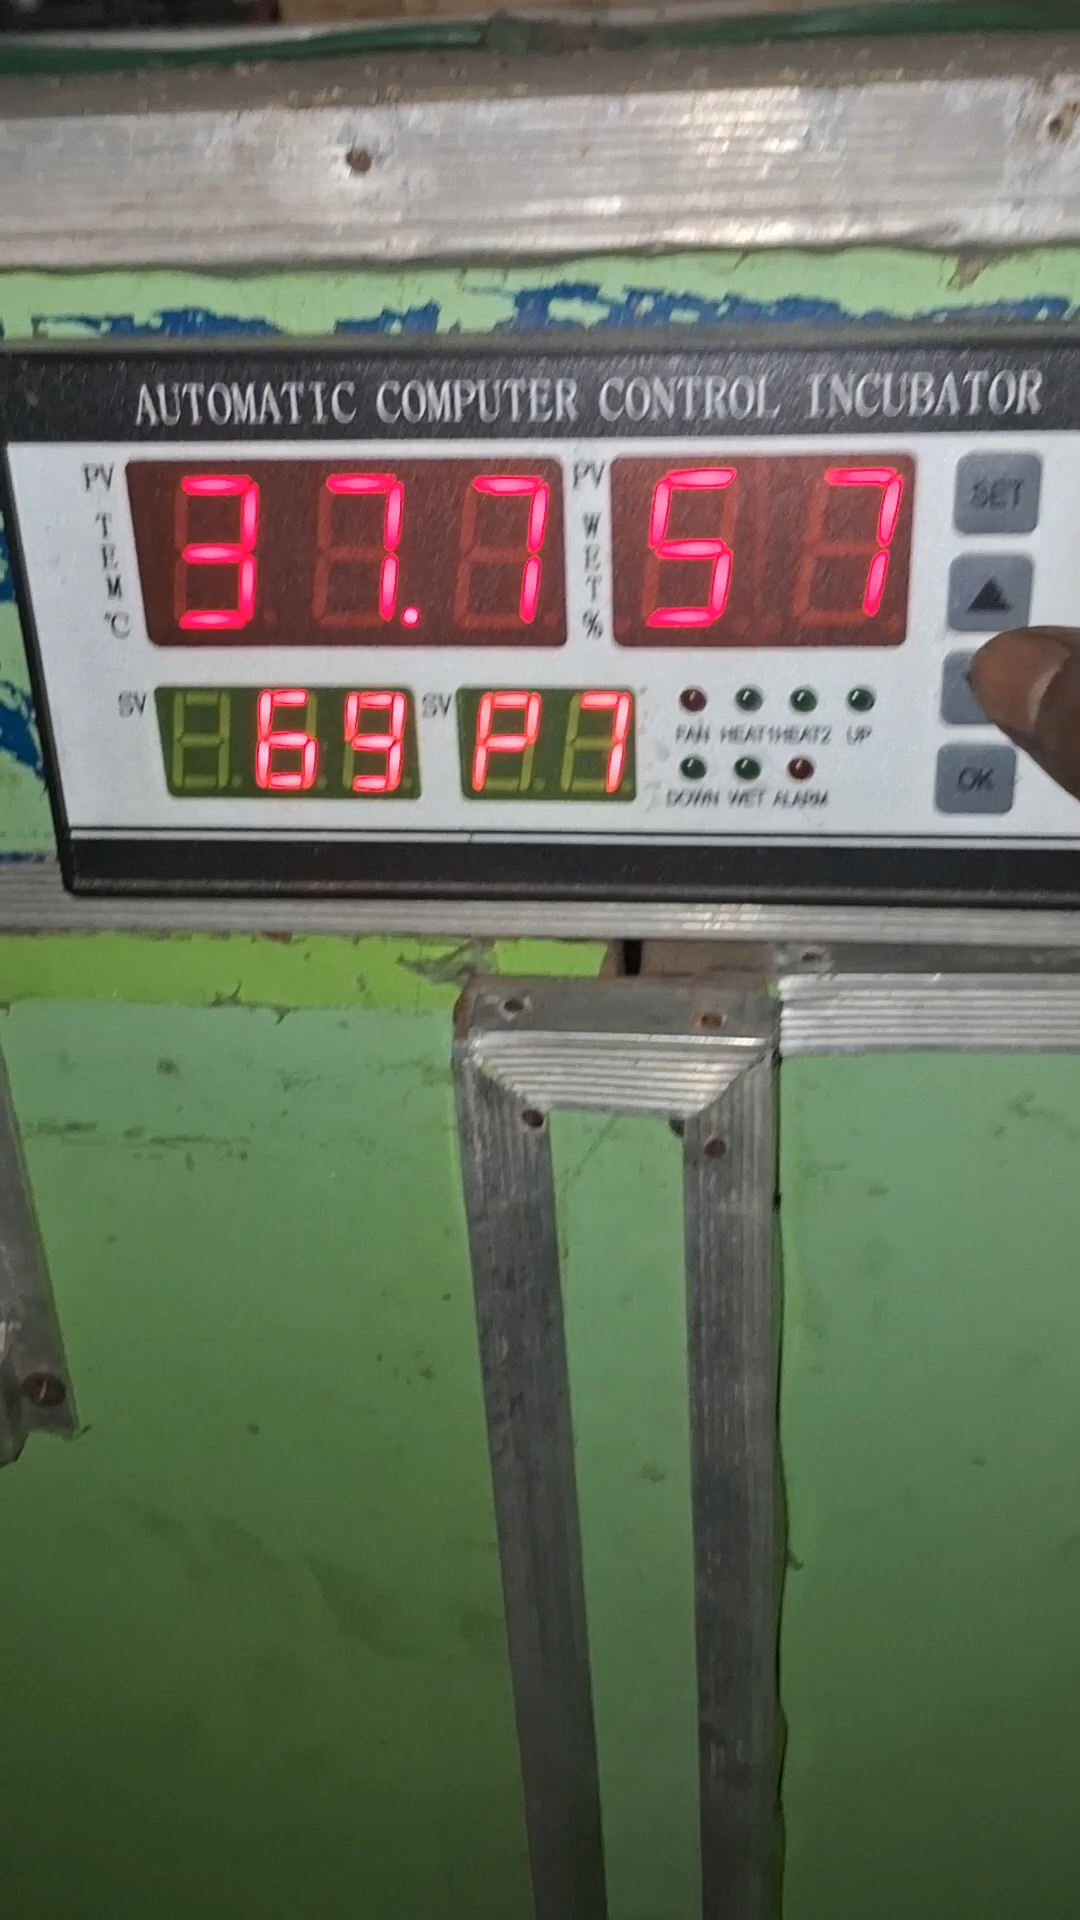 AUTOMATIC COMPUTER CONTROL INCUBATOR
PV TEM °C 37.7 PV WET % 57 SET
SV 69 SV P7
FAN HEAT1 HEAT2 UP
DOWN WET ALARM OK